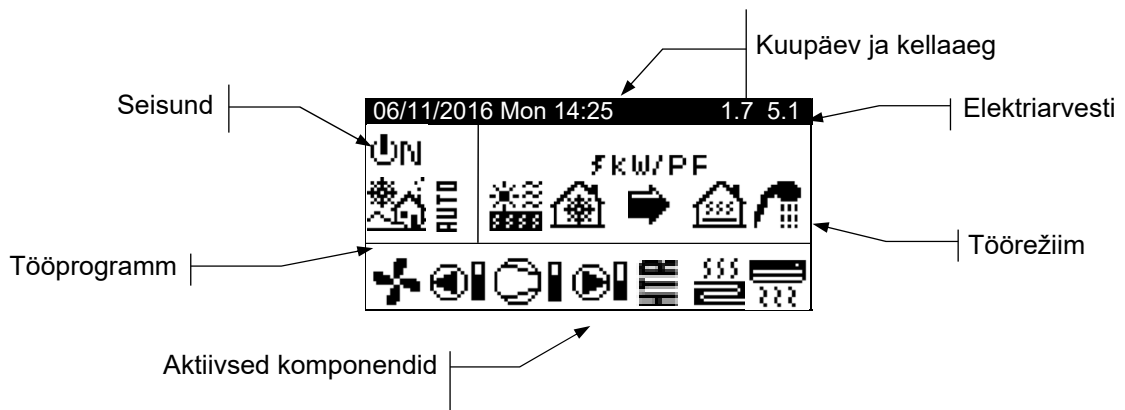 Kuupäev ja kellaaeg
Seisund
Elektriarvesti
06/11/2016 Mon 14:25 1.7 5.1
ON
kW/PF
AUTO
Töörežiim
Tööprogramm
Aktiivsed komponendid